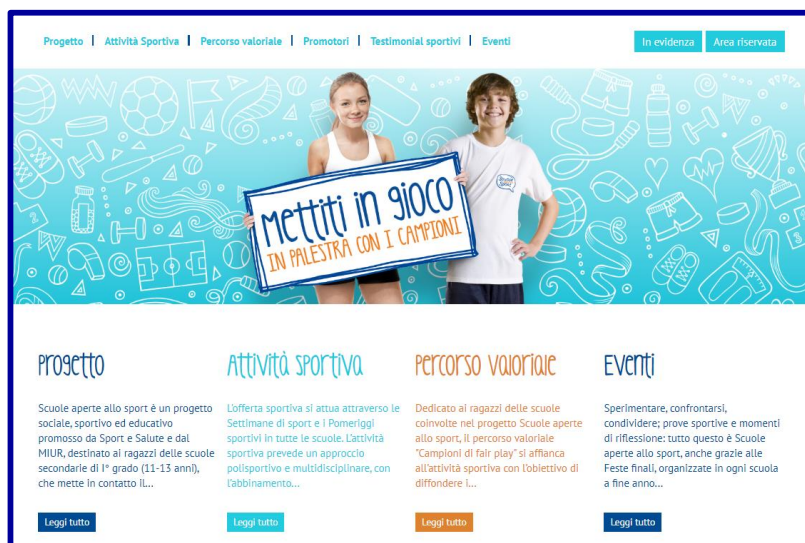 Progetto | Attività Sportiva | Percorso valoriale | Promotori | Testimonial sportivi | Eventi
In evidenza
Area riservata
Mettiti in gioco
IN PALESTRA CON I CAMPIONI
Progetto
Scuole aperte allo sport è un progetto
sociale, sportivo ed educativo
promosso da Sport e Salute e dal
MIUR, destinato ai ragazzi delle scuole
secondarie di I° grado (11-13 anni),
che mette in contatto il...
Leggi tutto
Attività sportiva
L'offerta sportiva si attua attraverso le
Settimane di sport e i Pomeriggi
sportivi in tutte le scuole. L'attività
sportiva prevede un approccio
polisportivo e multidisciplinare, con
l'abbinamento...
Leggi tutto
Percorso valoriale
Dedicato ai ragazzi delle scuole
coinvolte nel progetto Scuole aperte
allo sport, il percorso valoriale
"Campioni di fair play" si affianca
all'attività sportiva con l'obiettivo di
diffondere i...
Leggi tutto
Eventi
Sperimentare, confrontarsi,
condividere; prove sportive e momenti
di riflessione: tutto questo è Scuole
aperte allo sport, anche grazie alle
Feste finali, organizzate in ogni scuola
a fine anno...
Leggi tutto